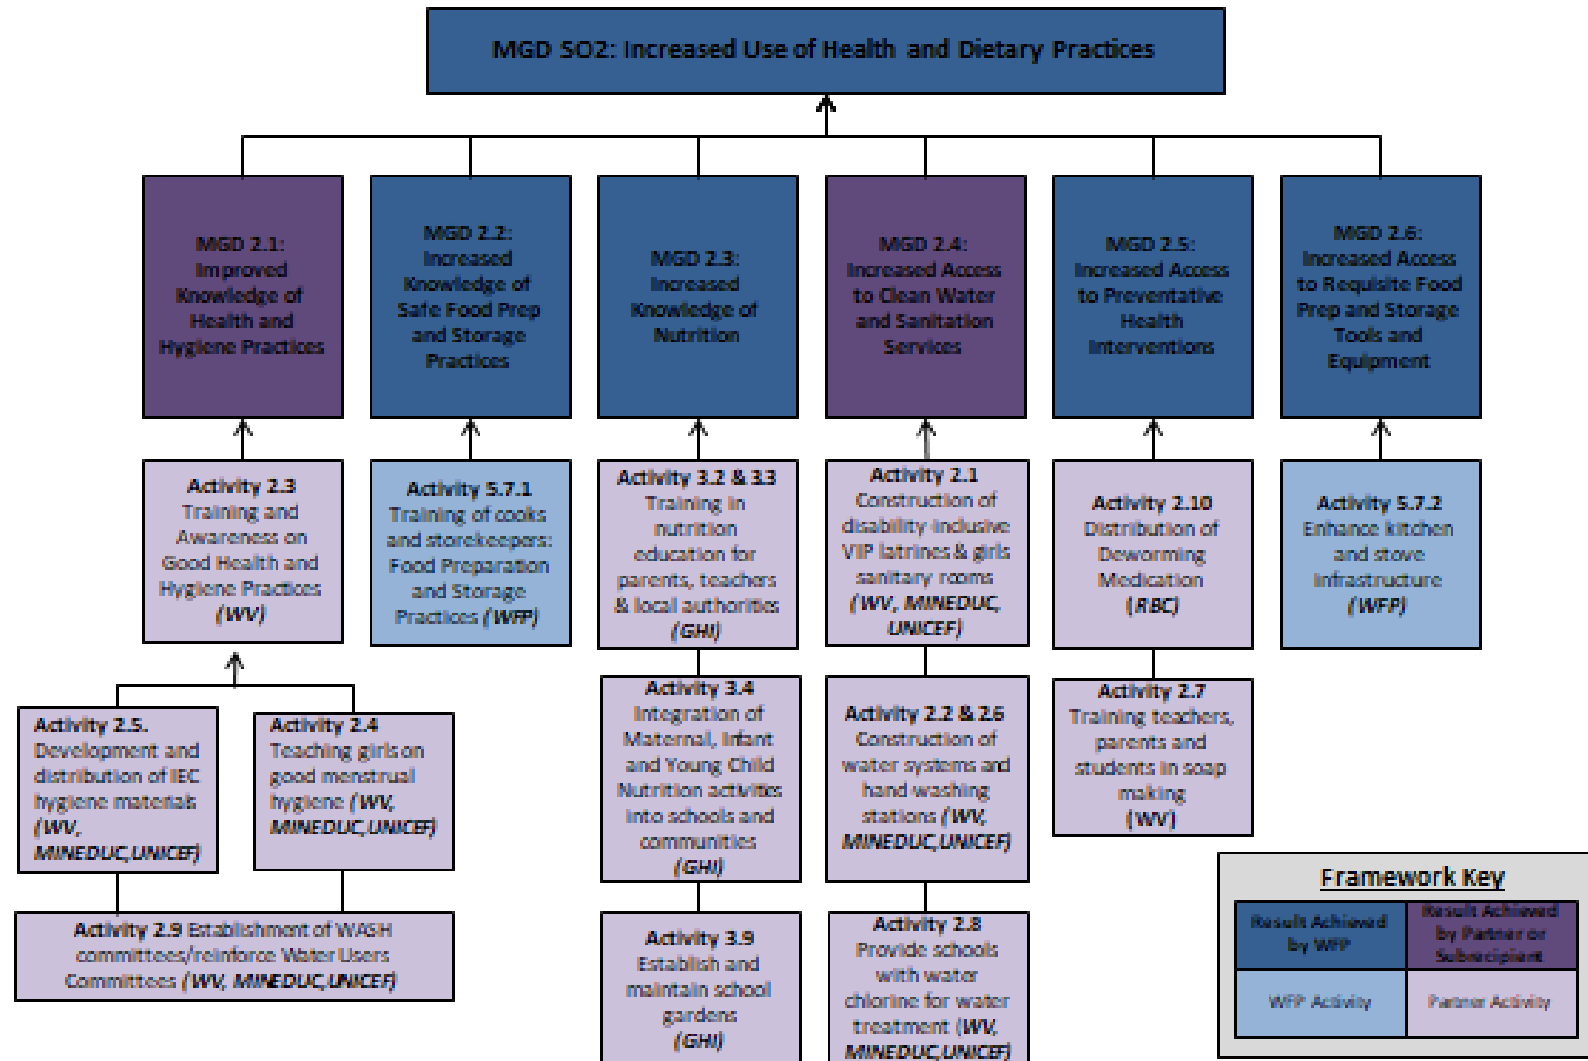 MGD SO2: Increased Use of Health and Dietary Practices
MGD 2.1:
Improved
Knowledge of
Health and
Hygiene Practices
MGD 2.2:
Increased
Knowledge of
Safe Food Prep
and Storage
Practices
MGD 2.3:
Increased
Knowledge of
Nutrition
MGD 2.4:
Increased Access
to Clean Water
and Sanitation
Services
MGD 2.5:
Increased Access
to Preventative
Health
Interventions
MGD 2.6:
Increased Access
to Requisite Food
Prep and Storage
Tools and
Equipment
Activity 2.3
Training and
Awareness on
Good Health and
Hygiene Practices
(WV)
Activity 5.7.1
Training of cooks
and storekeepers:
Food Preparation
and Storage
Practices (WFP)
Activity 3.2 & 3.3
Training in
nutrition
education for
parents, teachers
& local authorities
(GHI)
Activity 2.1
Construction of
disability-inclusive
VIP latrines & girls
sanitary rooms
(WV, MINEDUC,
UNICEF)
Activity 2.10
Distribution of
Deworming
Medication
(RBC)
Activity 5.7.2
Enhance kitchen
and stove
infrastructure
(WFP)
Activity 2.5.
Development and
distribution of IEC
hygiene materials
(WV,
MINEDUC,UNICEF)
Activity 2.4
Teaching girls on
good menstrual
hygiene (WV,
MINEDUC,UNICEF)
Activity 3.4
Integration of
Maternal, Infant
and Young Child
Nutrition activities
into schools and
communities
(GHI)
Activity 2.2 & 2.6
Construction of
water systems and
hand-washing
stations (WV,
MINEDUC,UNICEF)
Activity 2.7
Training teachers,
parents and
students in soap
making
(WV)
Activity 2.9 Establishment of WASH
committees/reinforce Water Users
Committees (WV, MINEDUC,UNICEF)
Activity 3.9
Establish and
maintain school
gardens
(GHI)
Activity 2.8
Provide schools
with water
chlorine for water
treatment (WV,
MINEDUC,UNICEF)
Framework Key
Result Achieved
by WFP
Result Achieved
by Partner or
Subrecipient
WFP Activity
Partner Activity